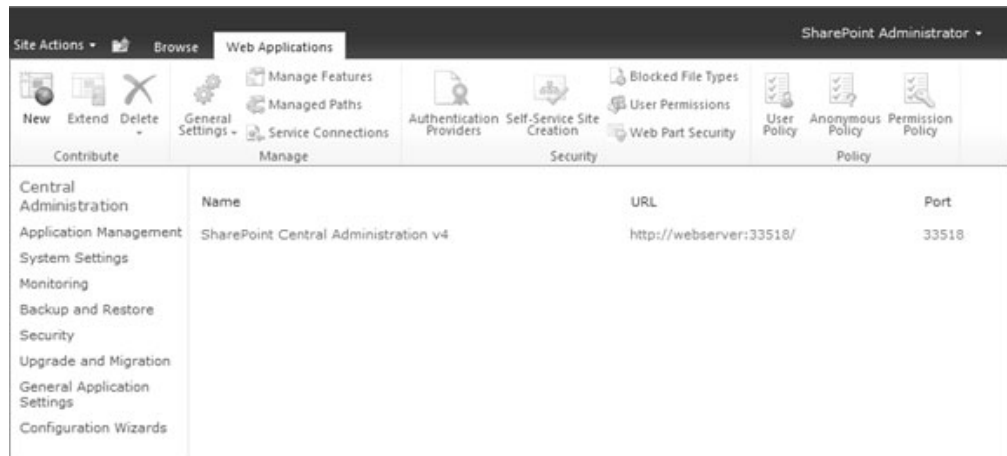 SharePoint Administrator
Site Actions
Browse
Web Applications
New
Extend
Delete
General Settings
Manage Features
Managed Paths
Service Connections
Authentication Providers
Self-Service Site Creation
Blocked File Types
User Permissions
Web Part Security
User Policy
Anonymous Policy
Permission Policy
Contribute
Manage
Security
Policy
Central
Administration
Application Management
System Settings
Monitoring
Backup and Restore
Security
Upgrade and Migration
General Application
Settings
Configuration Wizards
Name URL Port
SharePoint Central Administration v4 http://webserver:33518/ 33518